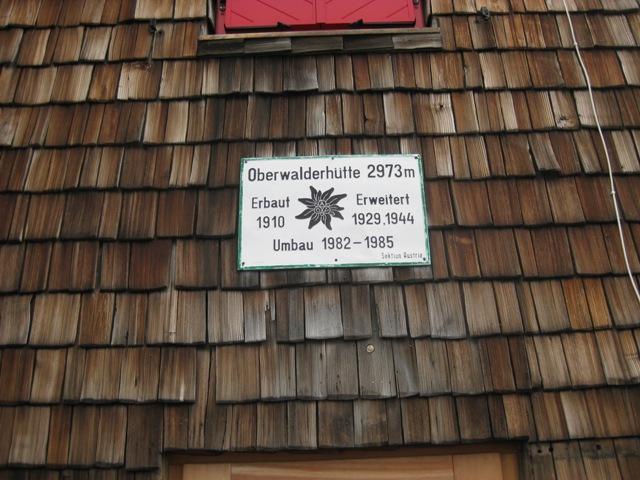 Oberwalderhütte 2973m
Erbaut Erweitert
1910 1929.1944
Umbau 1982-1985
Sektion Austria